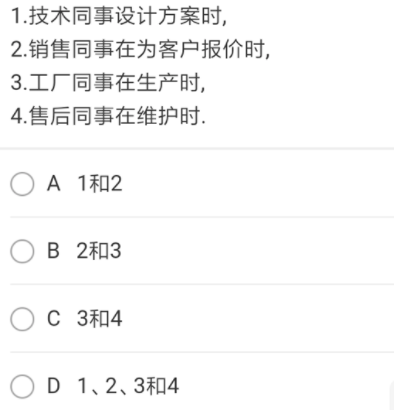 1.技术同事设计方案时,
2.销售同事在为客户报价时,
3.工厂同事在生产时,
4.售后同事在维护时.
A 1和2
B 2和3
C 3和4
D 1、2、3和4